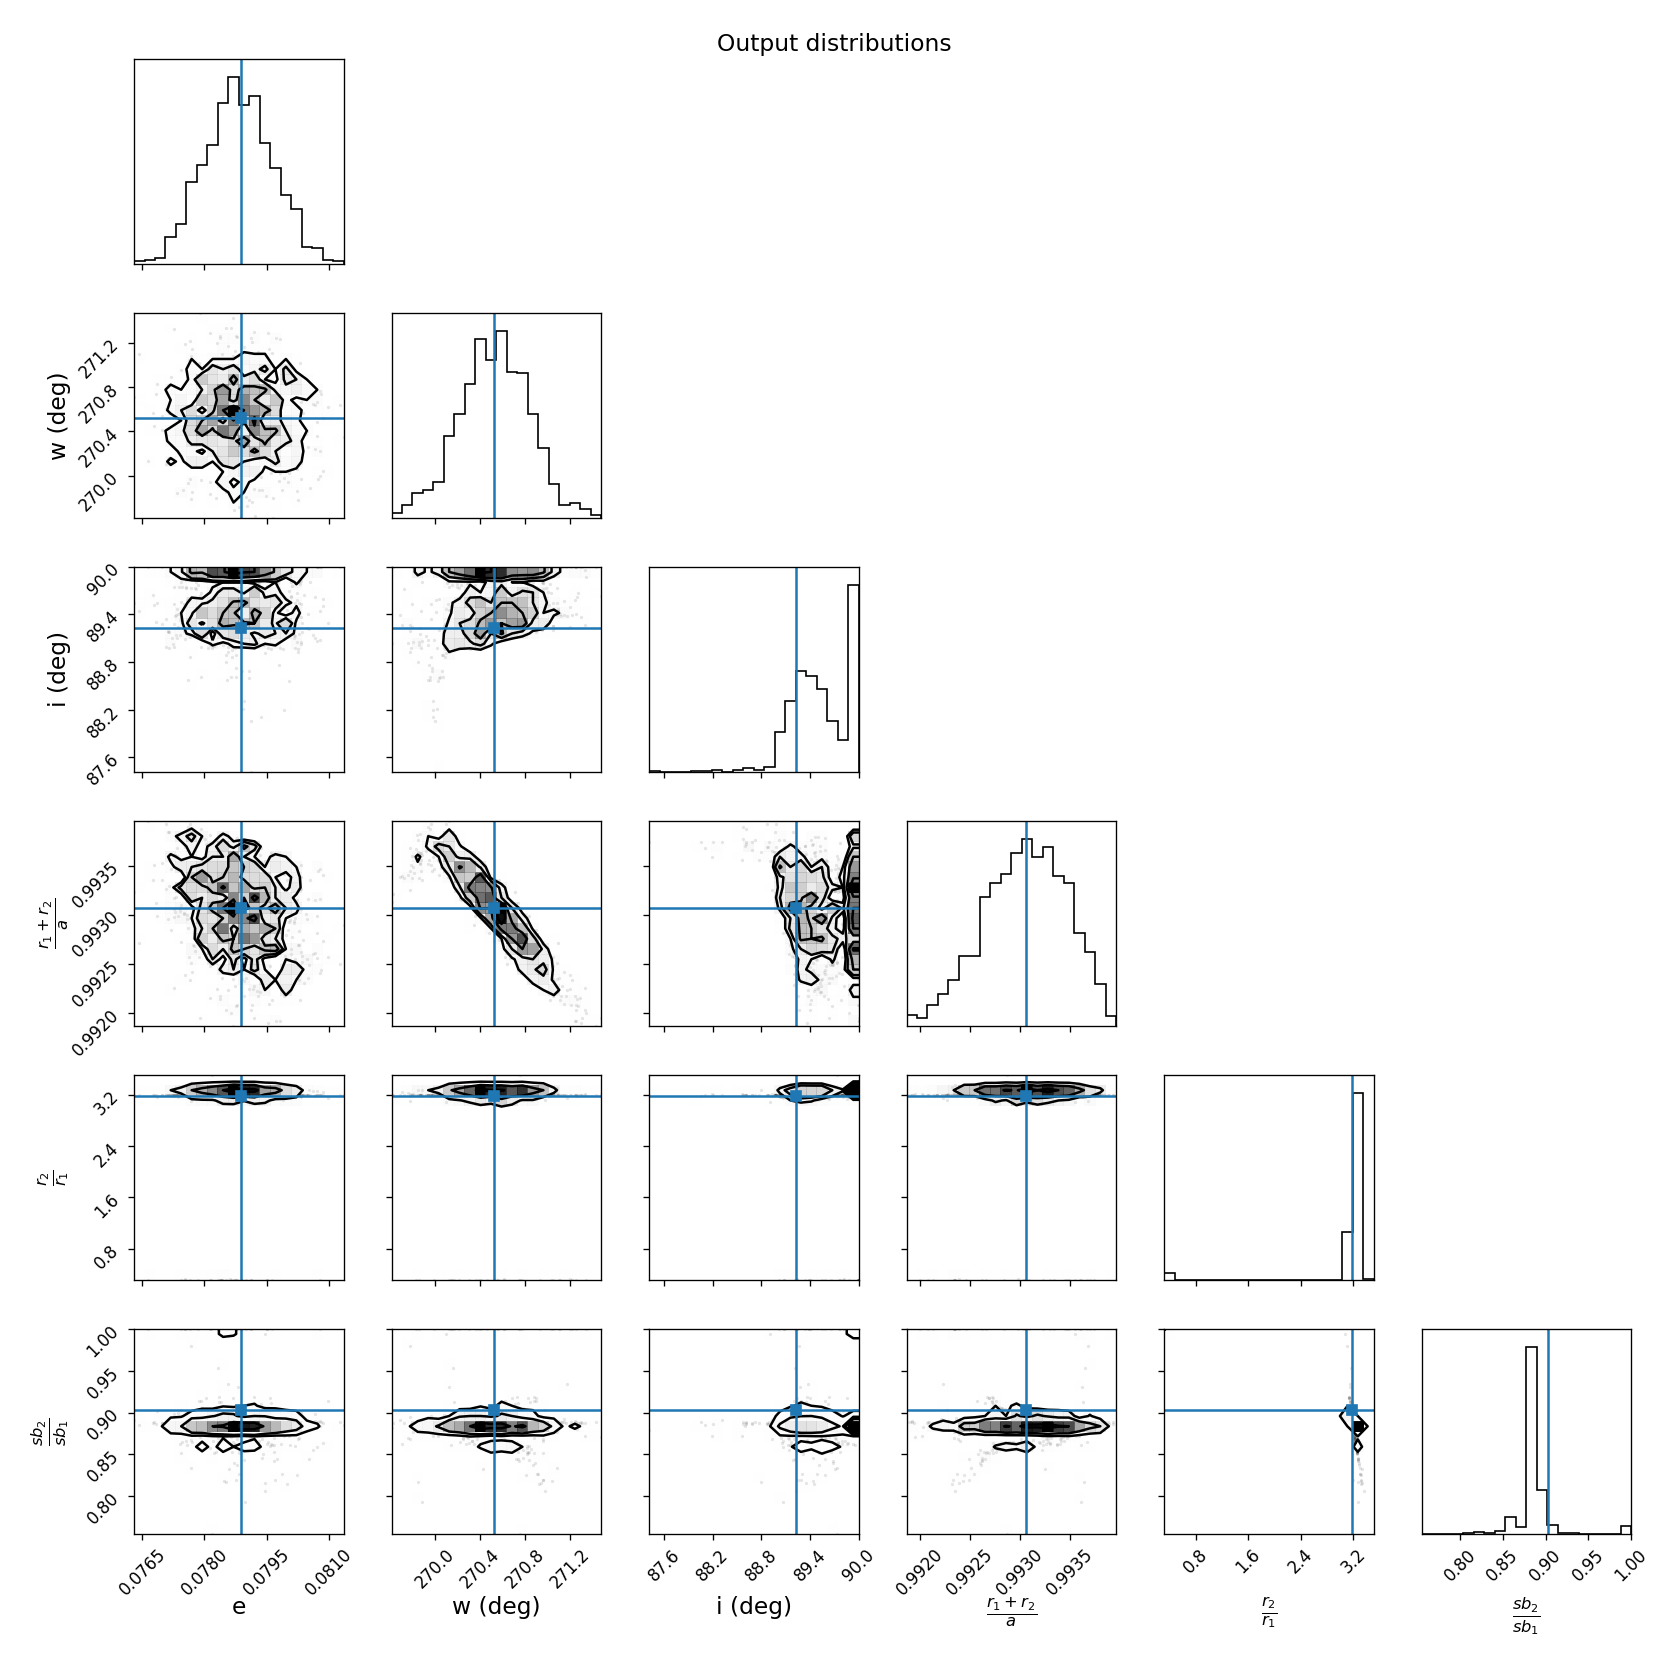 Output distributions
w (deg)
271.2
270.8
270.4
270.0
i (deg)
90.0
89.4
88.8
88.2
87.6
r₁ + r₂
a
0.9935
0.9930
0.9925
0.9920
r₂
r₁
3.2
2.4
1.6
0.8
sb₂
sb₁
1.00
0.95
0.90
0.85
0.80
0.0765 0.0780 0.0795 0.0810
270.0 270.4 270.8 271.2
87.6 88.2 88.8 89.4 90.0
0.9920 0.9925 0.9930 0.9935
0.8 1.6 2.4 3.2
0.80 0.85 0.90 0.95 1.00
e
w (deg)
i (deg)
r₁ + r₂
a
r₂
r₁
sb₂
sb₁